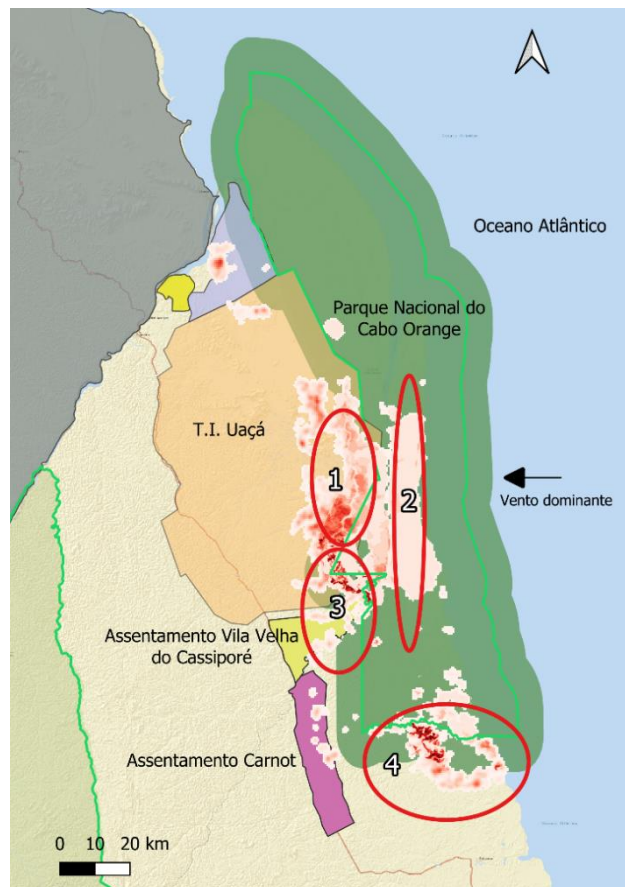 Oceano Atlântico
Parque Nacional do
Cabo Orange
T.I. Uaçá
1
2
Vento dominante
3
Assentamento Vila Velha
do Cassiporé
Assentamento Carnot
4
0 10 20 km